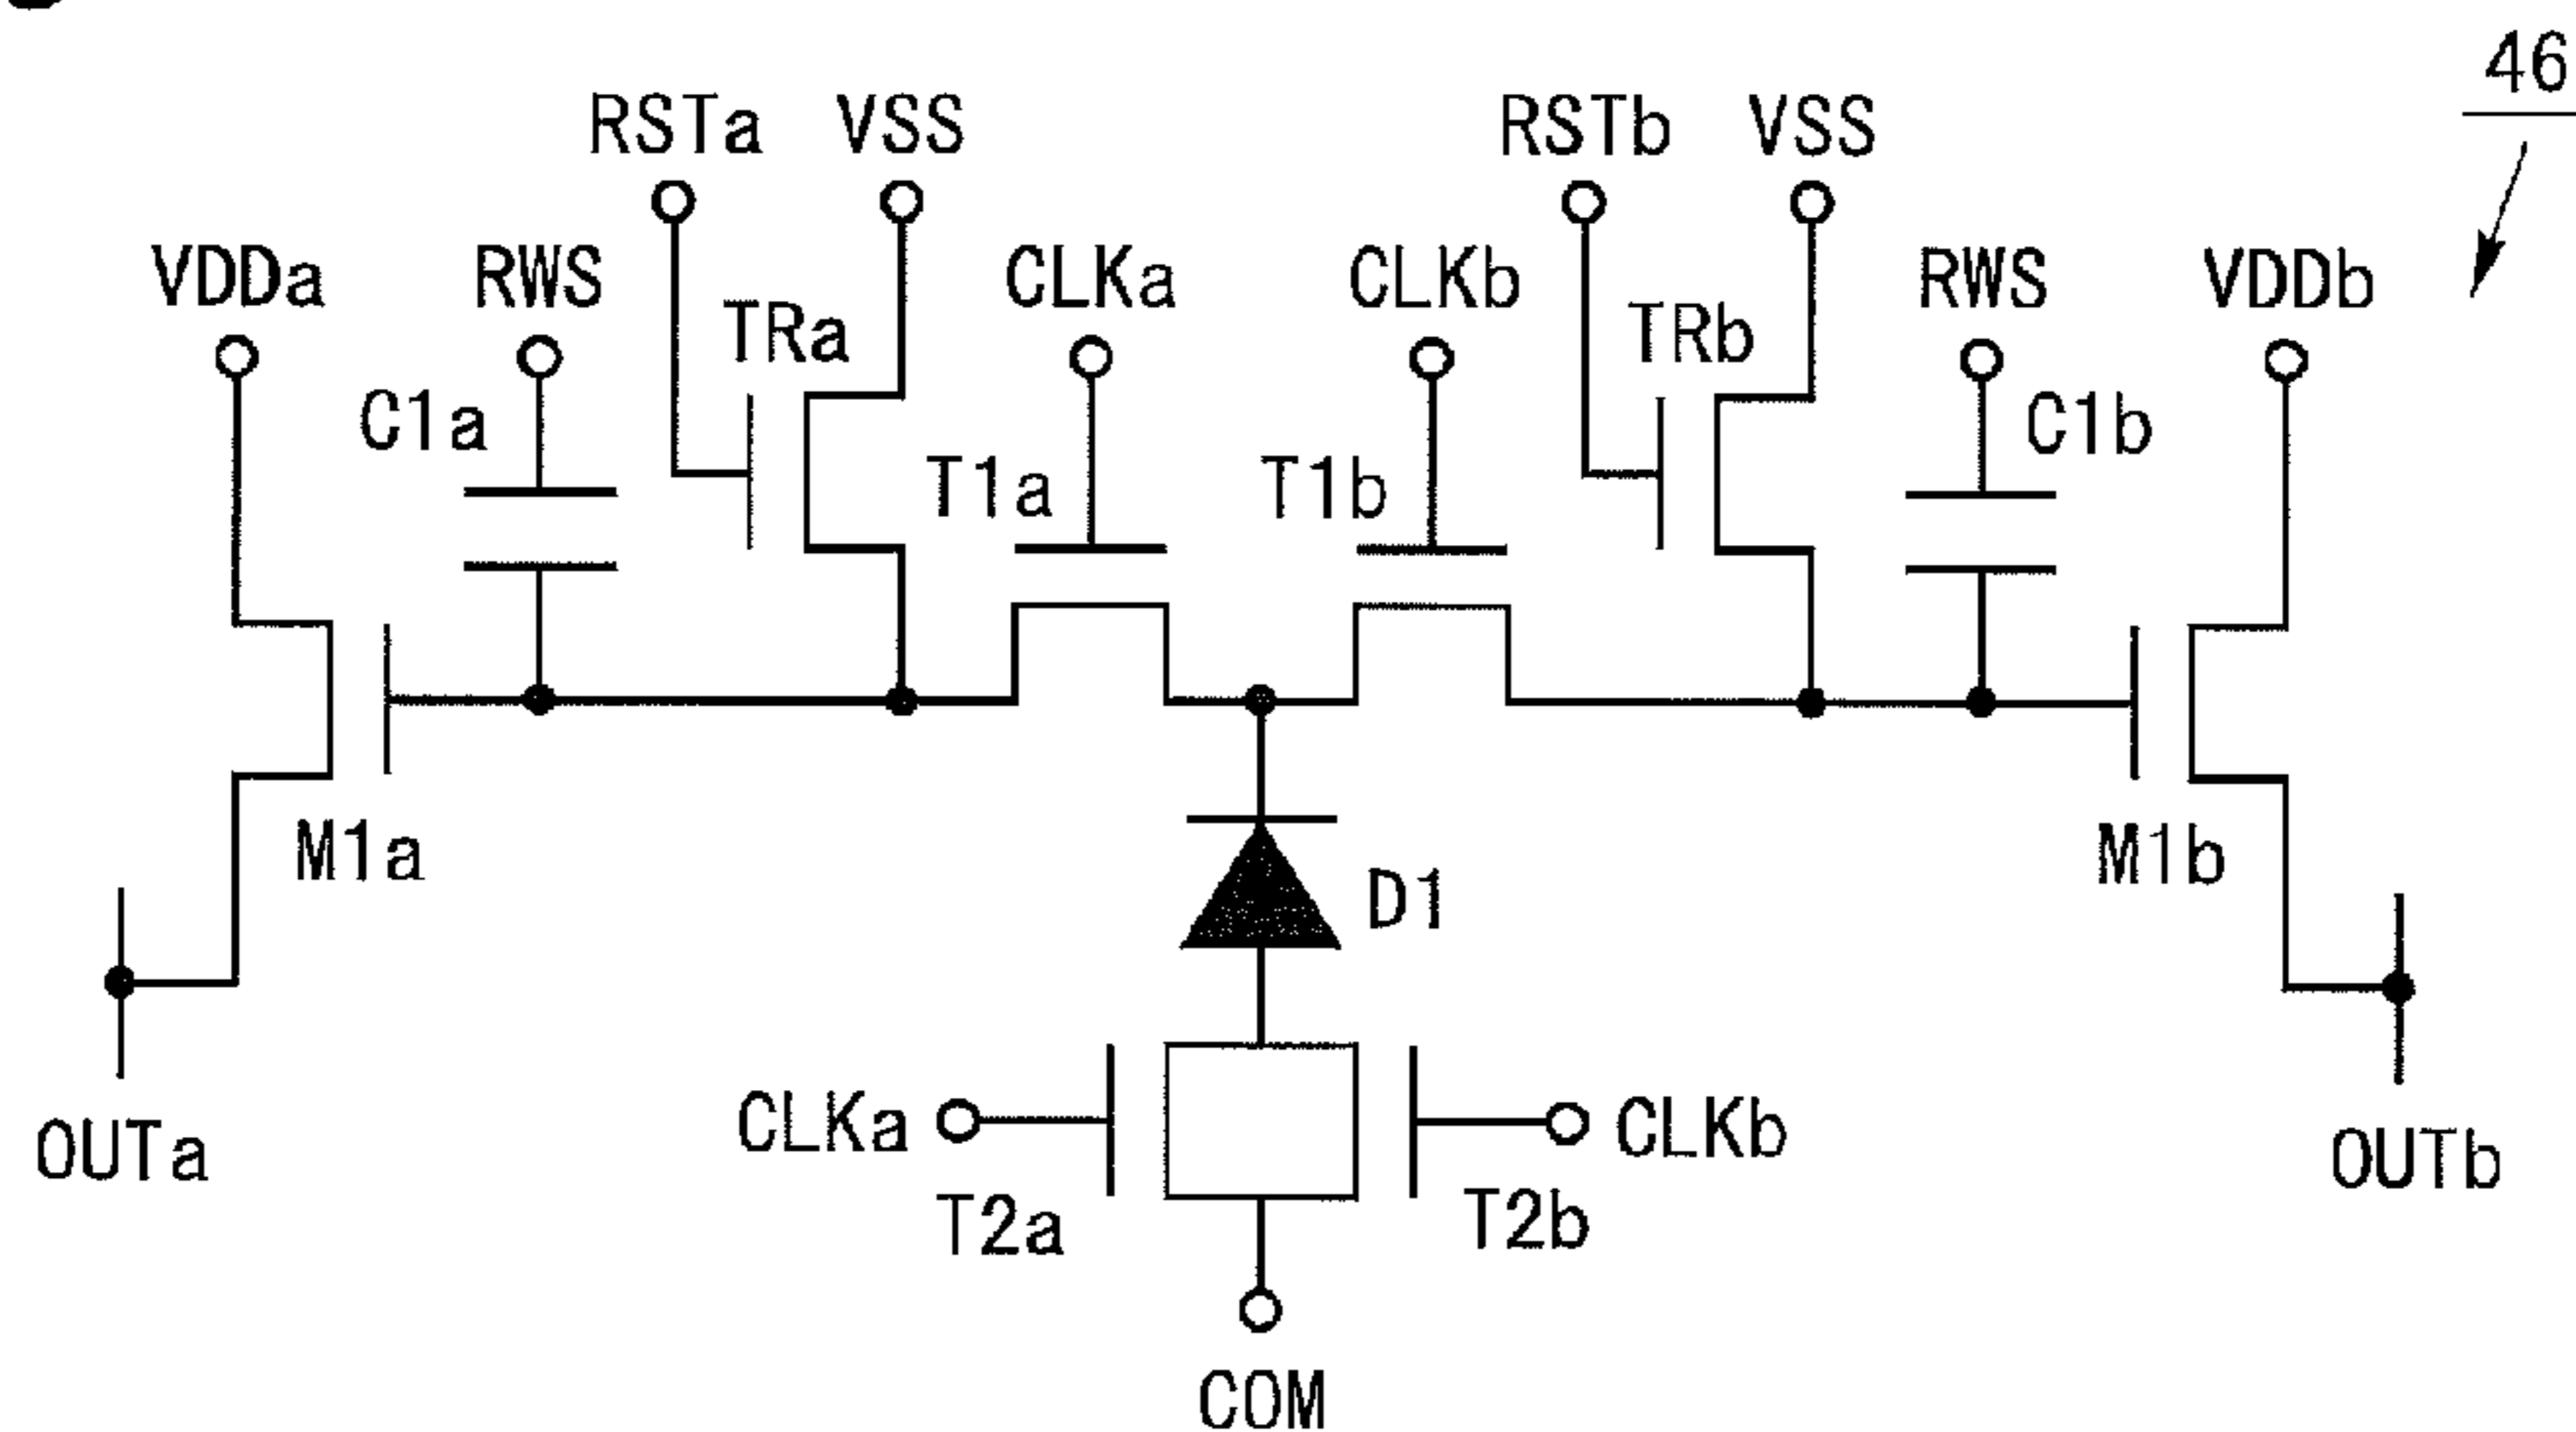 46
RSTa VSS RSTb VSS
VDDa RWS CLKa CLKb RWS VDDb
TRa TRb
C1a C1b
T1a T1b
M1a M1b
D1
CLKa CLKb
OUTa OUTb
T2a T2b
COM